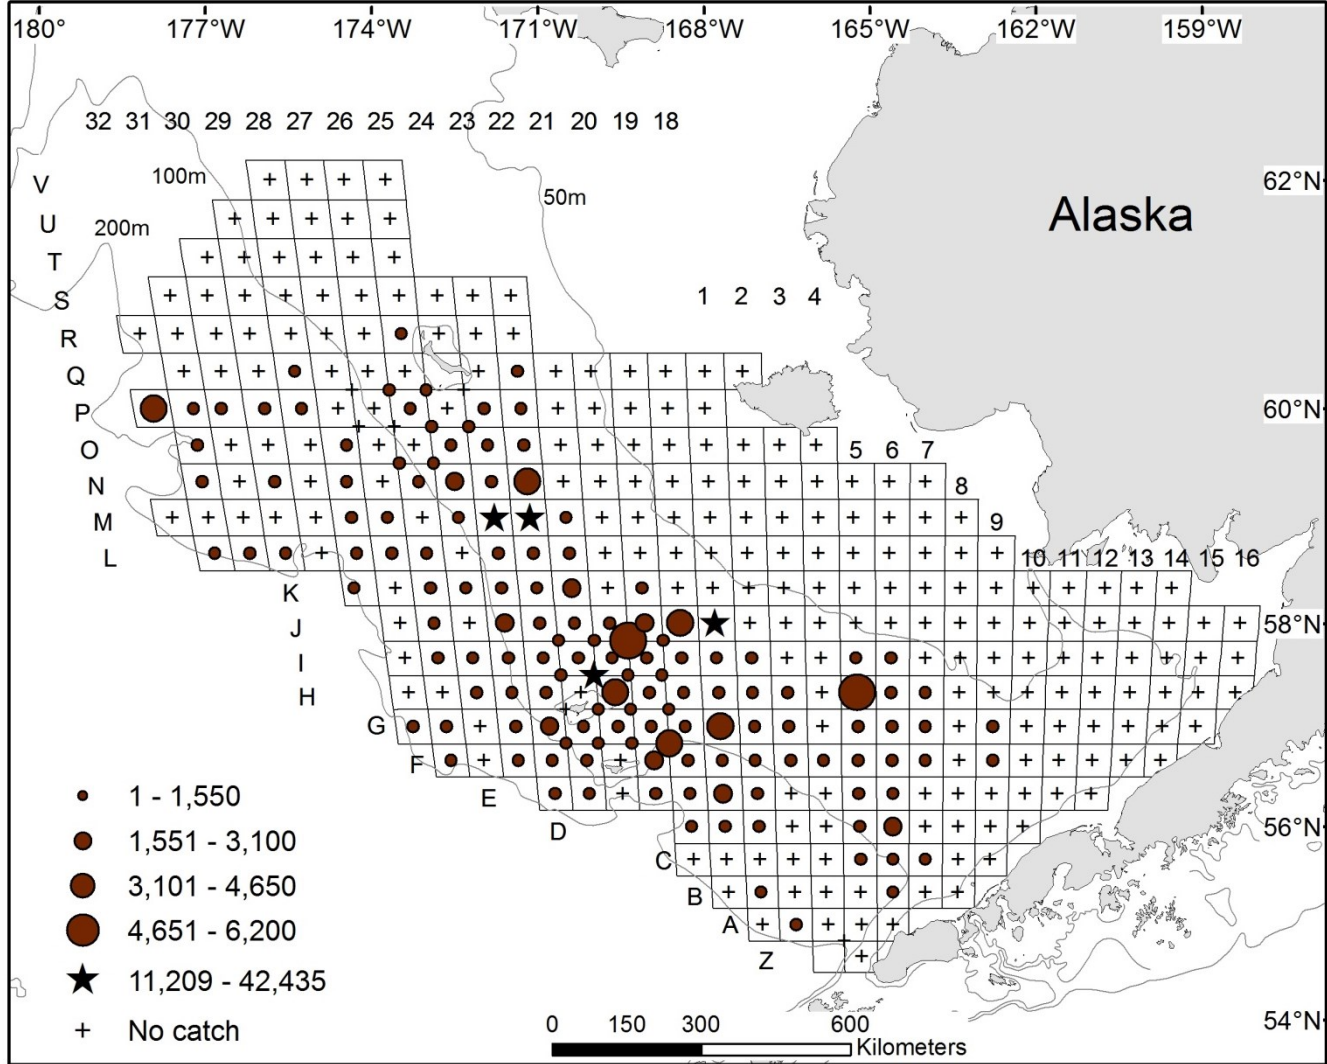 180° 177°W 174°W 171°W 168°W 165°W 162°W 159°W
32 31 30 29 28 27 26 25 24 23 22 21 20 19 18
100m
V
62°N
50m
Alaska
U
200m
T
S
1 2 3 4
R
Q
P
60°N
O
5 6 7
N
8
M
9
L
10 11 12 13 14 15 16
K
J
58°N
I
H
G
F
E
1 - 1,550
D
56°N
1,551 - 3,100
C
3,101 - 4,650
B
4,651 - 6,200
A
Z
11,209 - 42,435
No catch
54°N
0 150 300 600
Kilometers